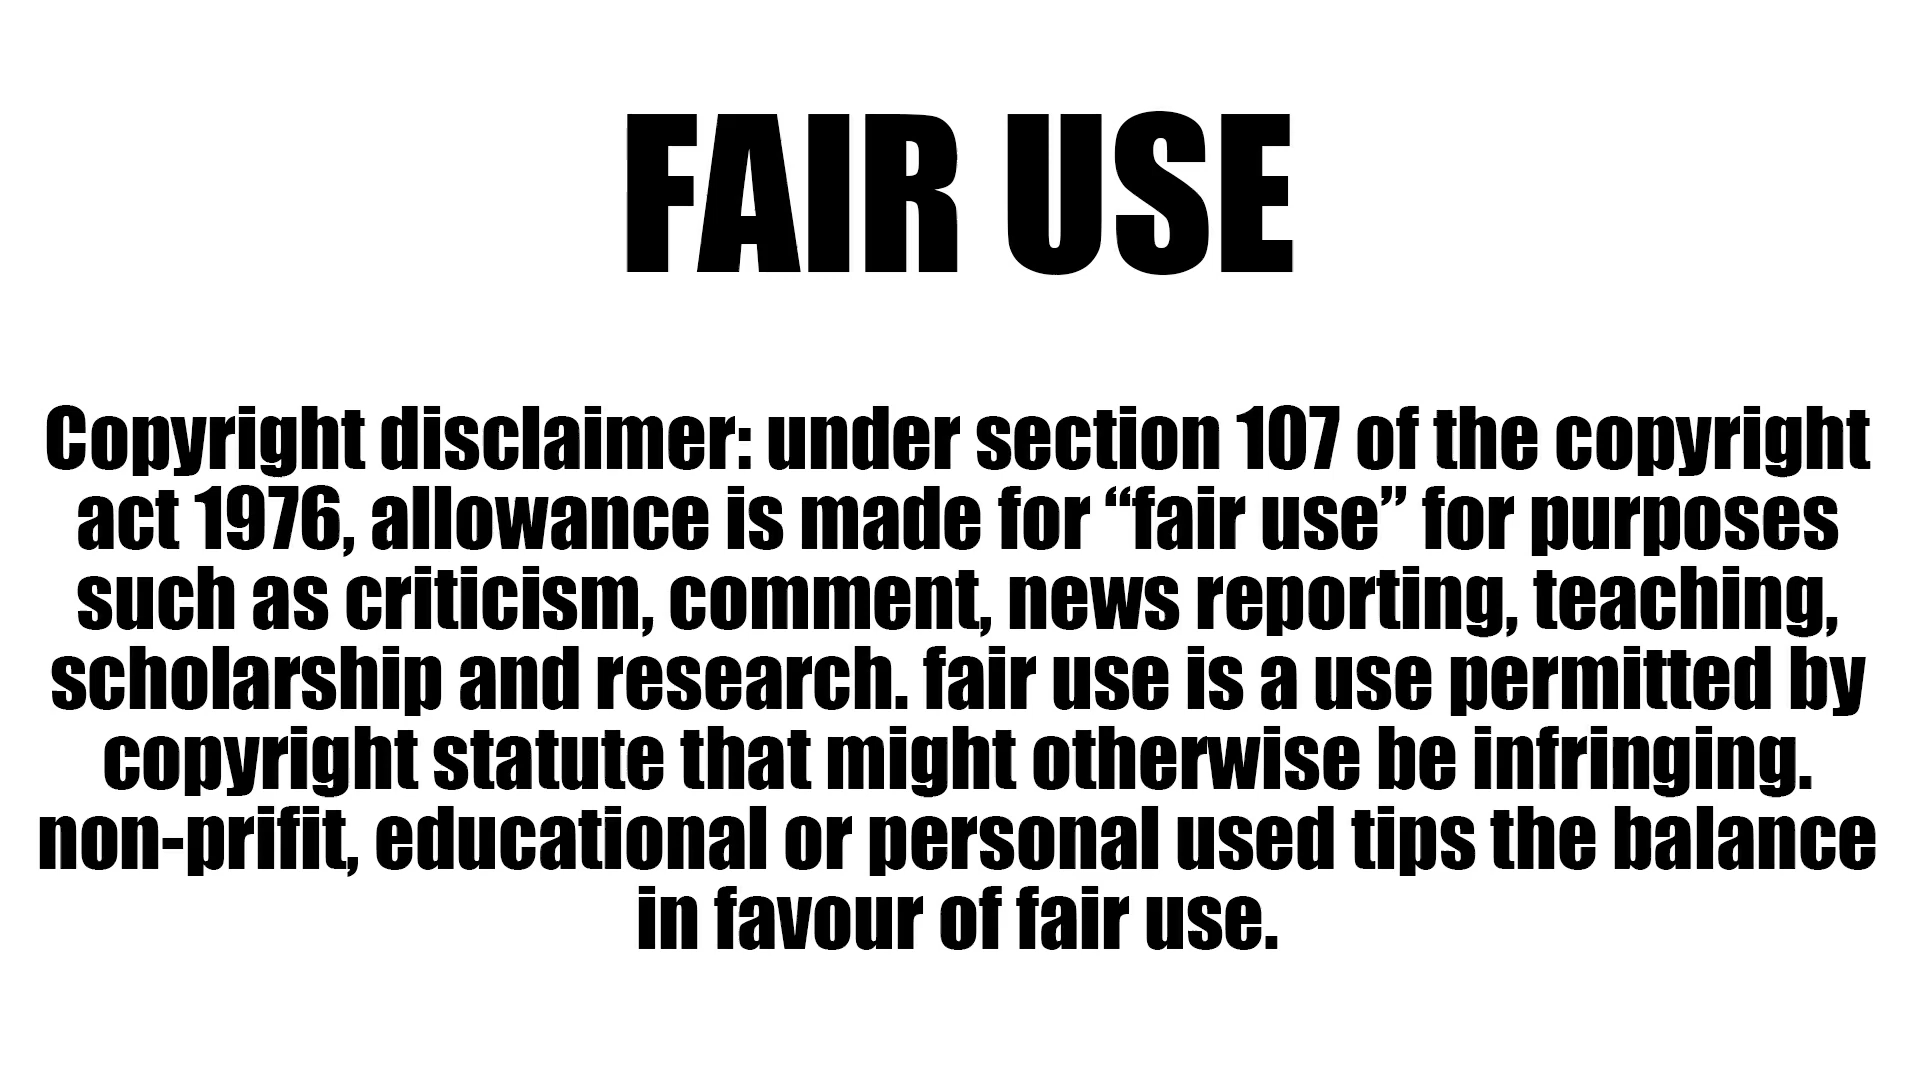 FAIR USE
Copyright disclaimer: under section 107 of the copyright
act 1976, allowance is made for “fair use” for purposes
such as criticism, comment, news reporting, teaching,
scholarship and research. fair use is a use permitted by
copyright statute that might otherwise be infringing.
non-prifit, educational or personal used tips the balance
in favour of fair use.